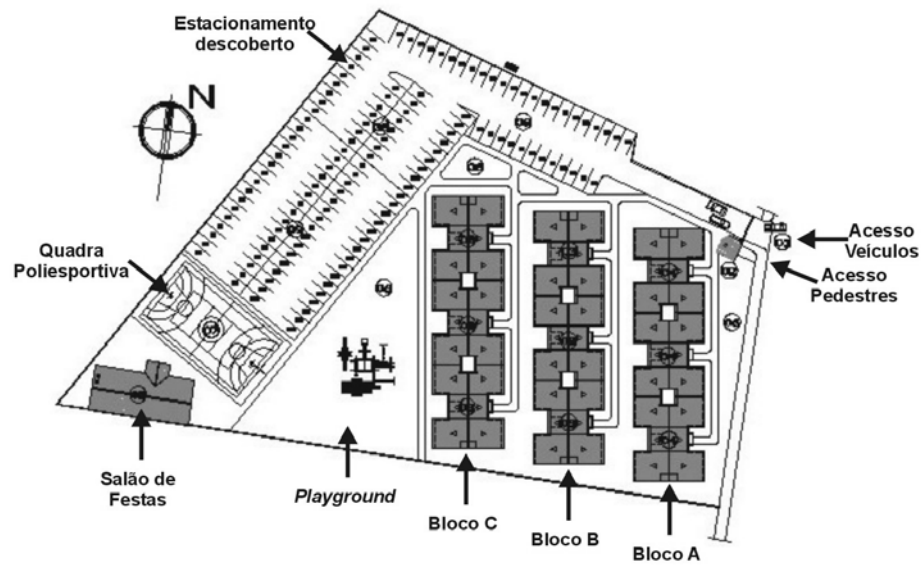 Estacionamento
descoberto
N
Acesso
Veículos
Acesso
Pedestres
Quadra
Poliesportiva
Salão de
Festas
Playground
Bloco C
Bloco B
Bloco A